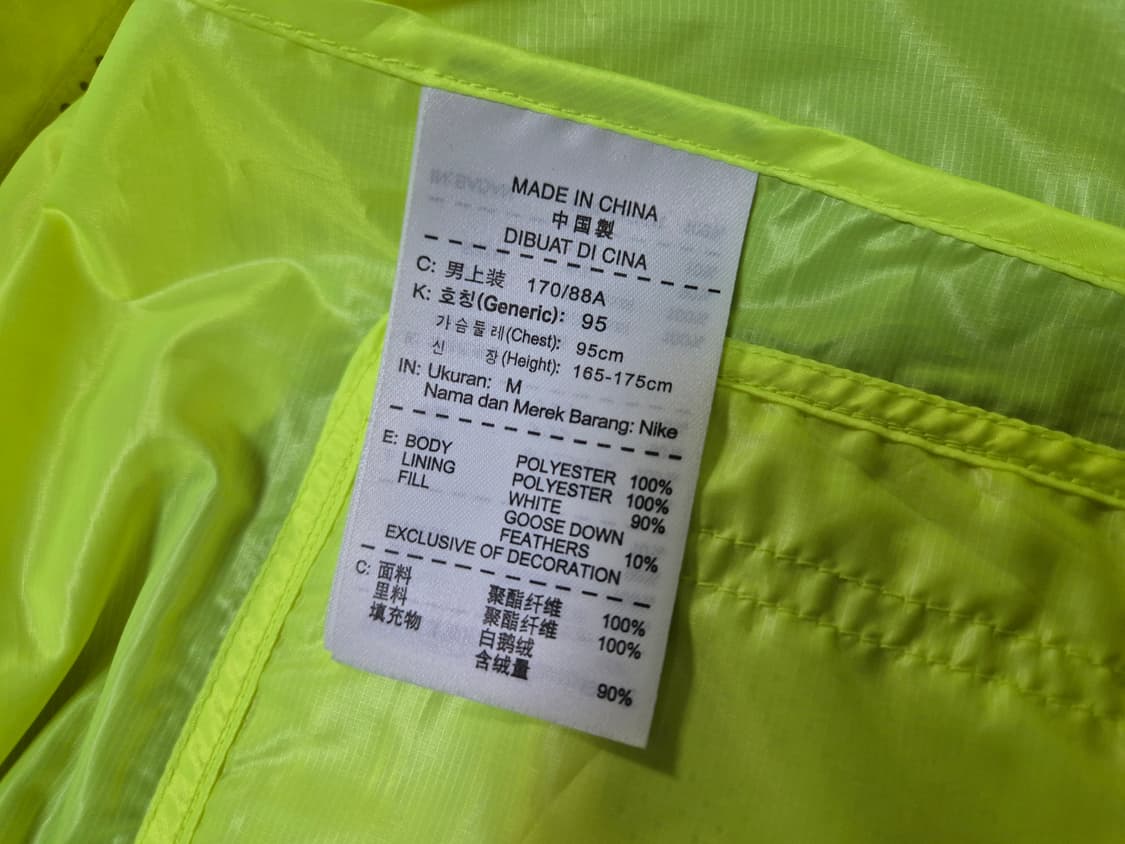 MADE IN CHINA
中国製
DIBUAT DI CINA
C: 男上装 170/88A
K: 호칭(Generic): 95
가슴둘레(Chest): 95cm
신 장(Height): 165-175cm
IN: Ukuran: M
Nama dan Merek Barang: Nike
E: BODY POLYESTER 100%
LINING POLYESTER 100%
FILL WHITE 90%
GOOSE DOWN
FEATHERS 10%
EXCLUSIVE OF DECORATION
C: 面料 聚酯纤维 100%
里料 聚酯纤维 100%
填充物 白鹅绒
含绒量 90%